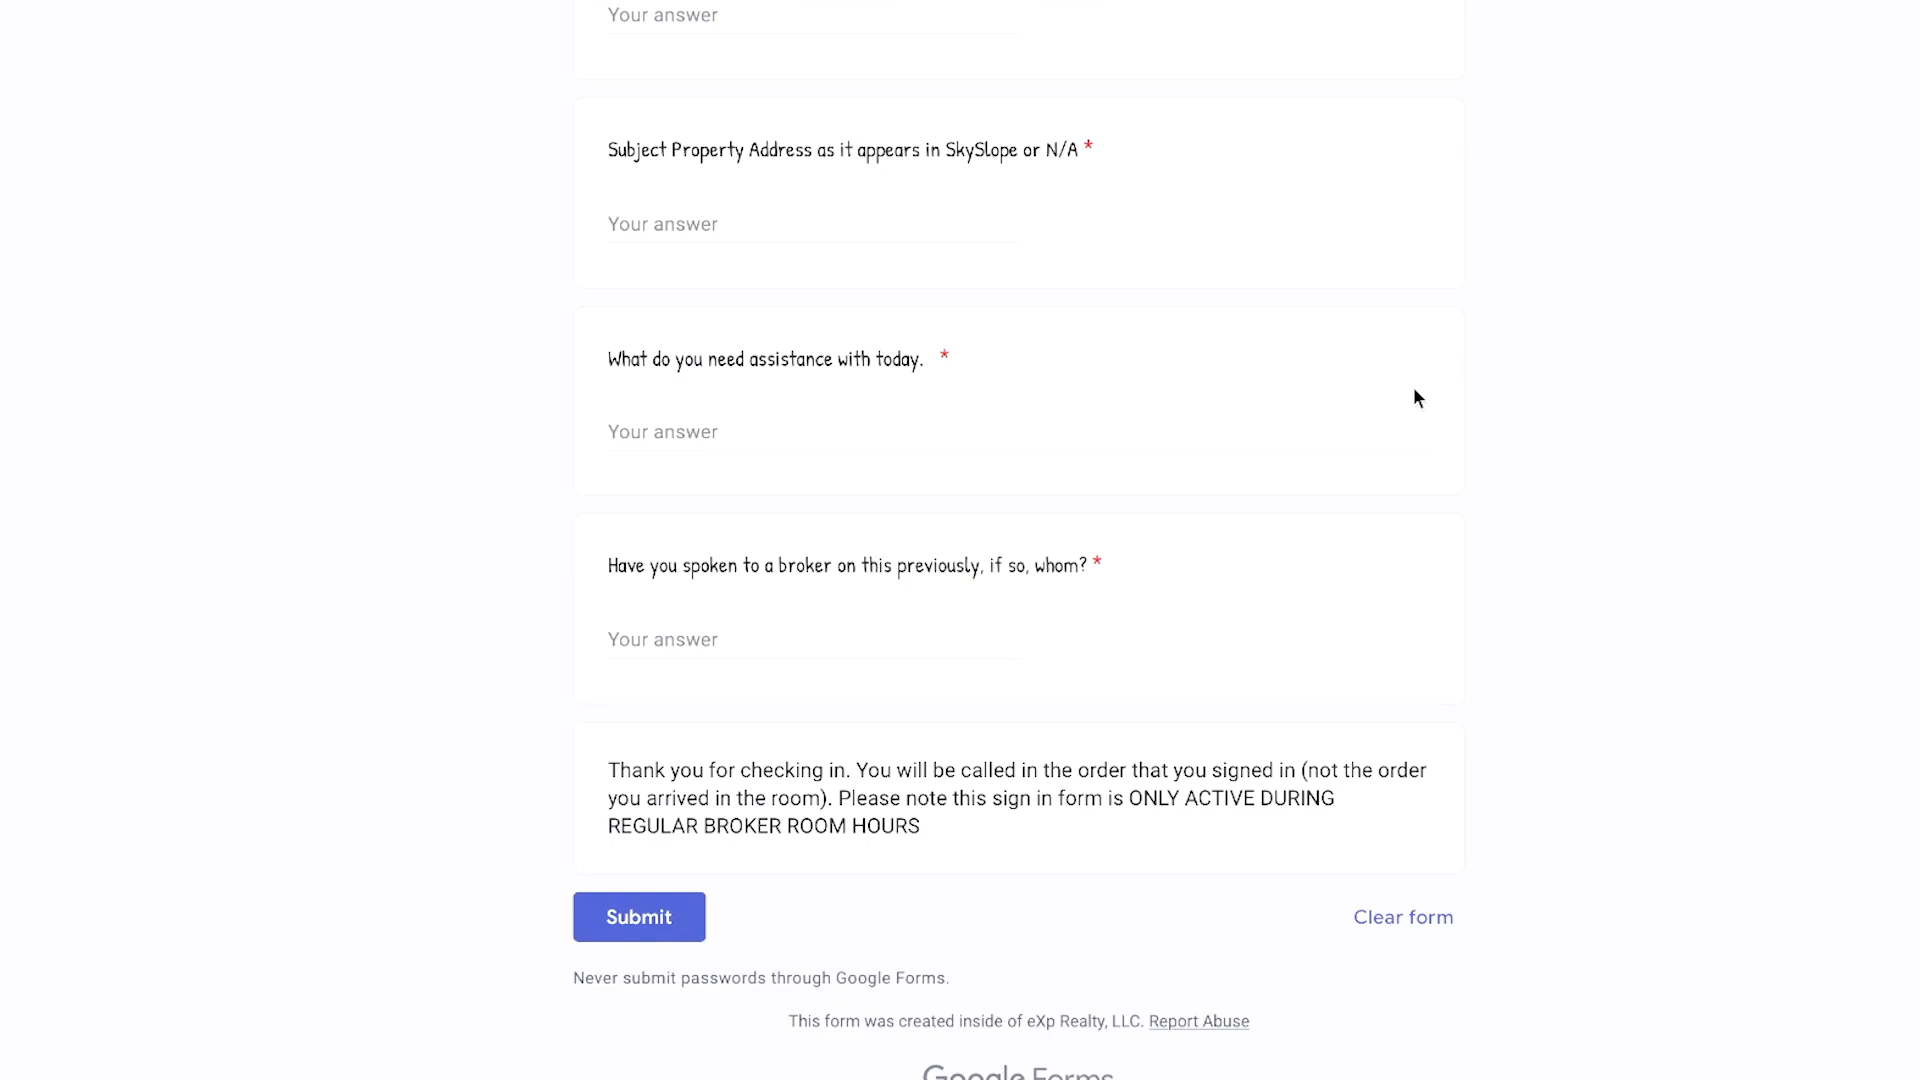 Your answer
Subject Property Address as it appears in SkySlope or N/A *
Your answer
What do you need assistance with today. *
Your answer
Have you spoken to a broker on this previously, if so, whom? *
Your answer
Thank you for checking in. You will be called in the order that you signed in (not the order
you arrived in the room). Please note this sign in form is ONLY ACTIVE DURING
REGULAR BROKER ROOM HOURS
Submit
Clear form
Never submit passwords through Google Forms.
This form was created inside of eXp Realty, LLC. Report Abuse
Google Forms